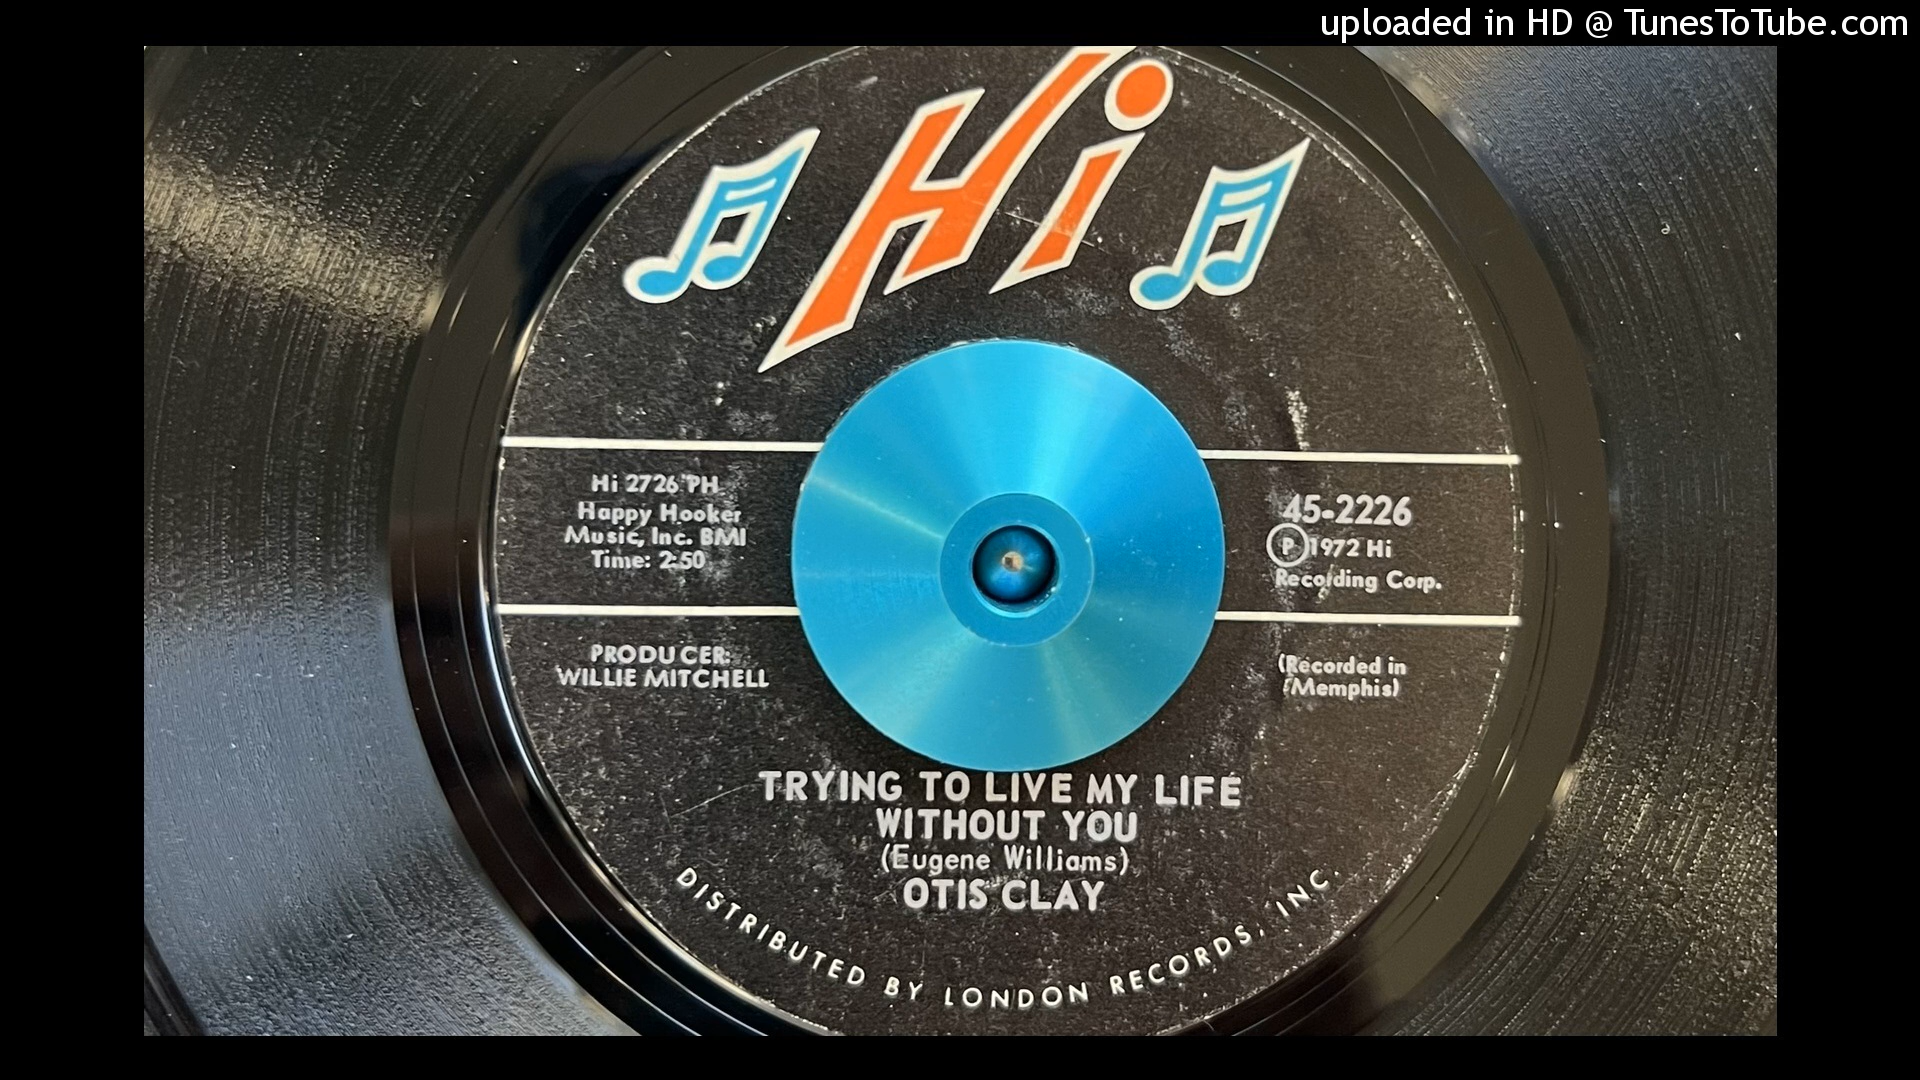 uploaded in HD @ TunesToTube.com
Hi
Hi 2726 PH
Happy Hooker
Music, Inc. BMI
Time: 2:50
45-2226
Ⓟ 1972 Hi
Recording Corp.
PRODUCER:
WILLIE MITCHELL
(Recorded in
Memphis)
TRYING TO LIVE MY LIFE
WITHOUT YOU
(Eugene Williams)
OTIS CLAY
DISTRIBUTED BY LONDON RECORDS, INC.